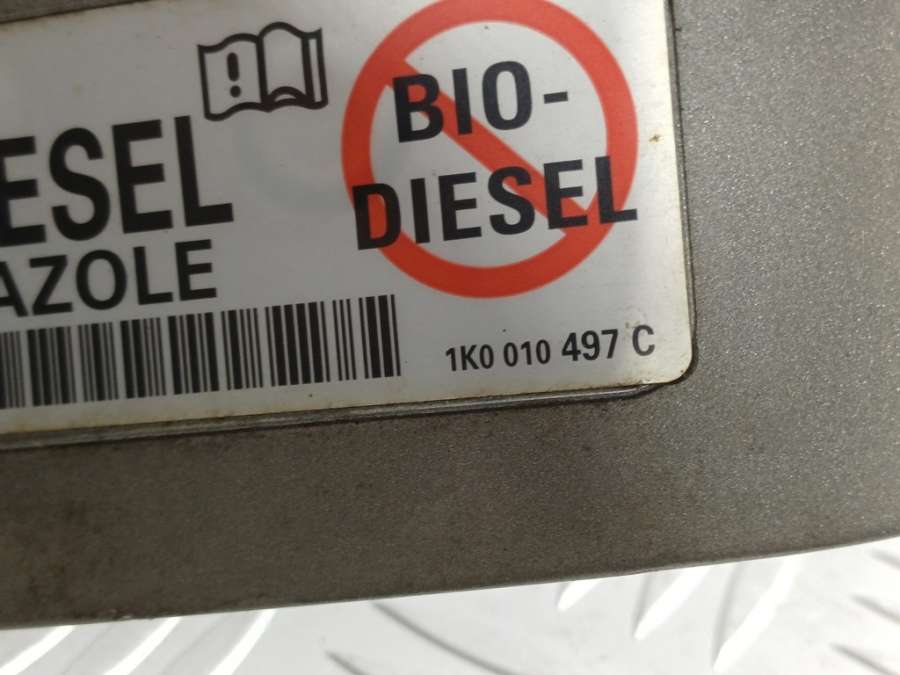 BIO-
ESEL DIESEL
AZOLE
1K0 010 497 C